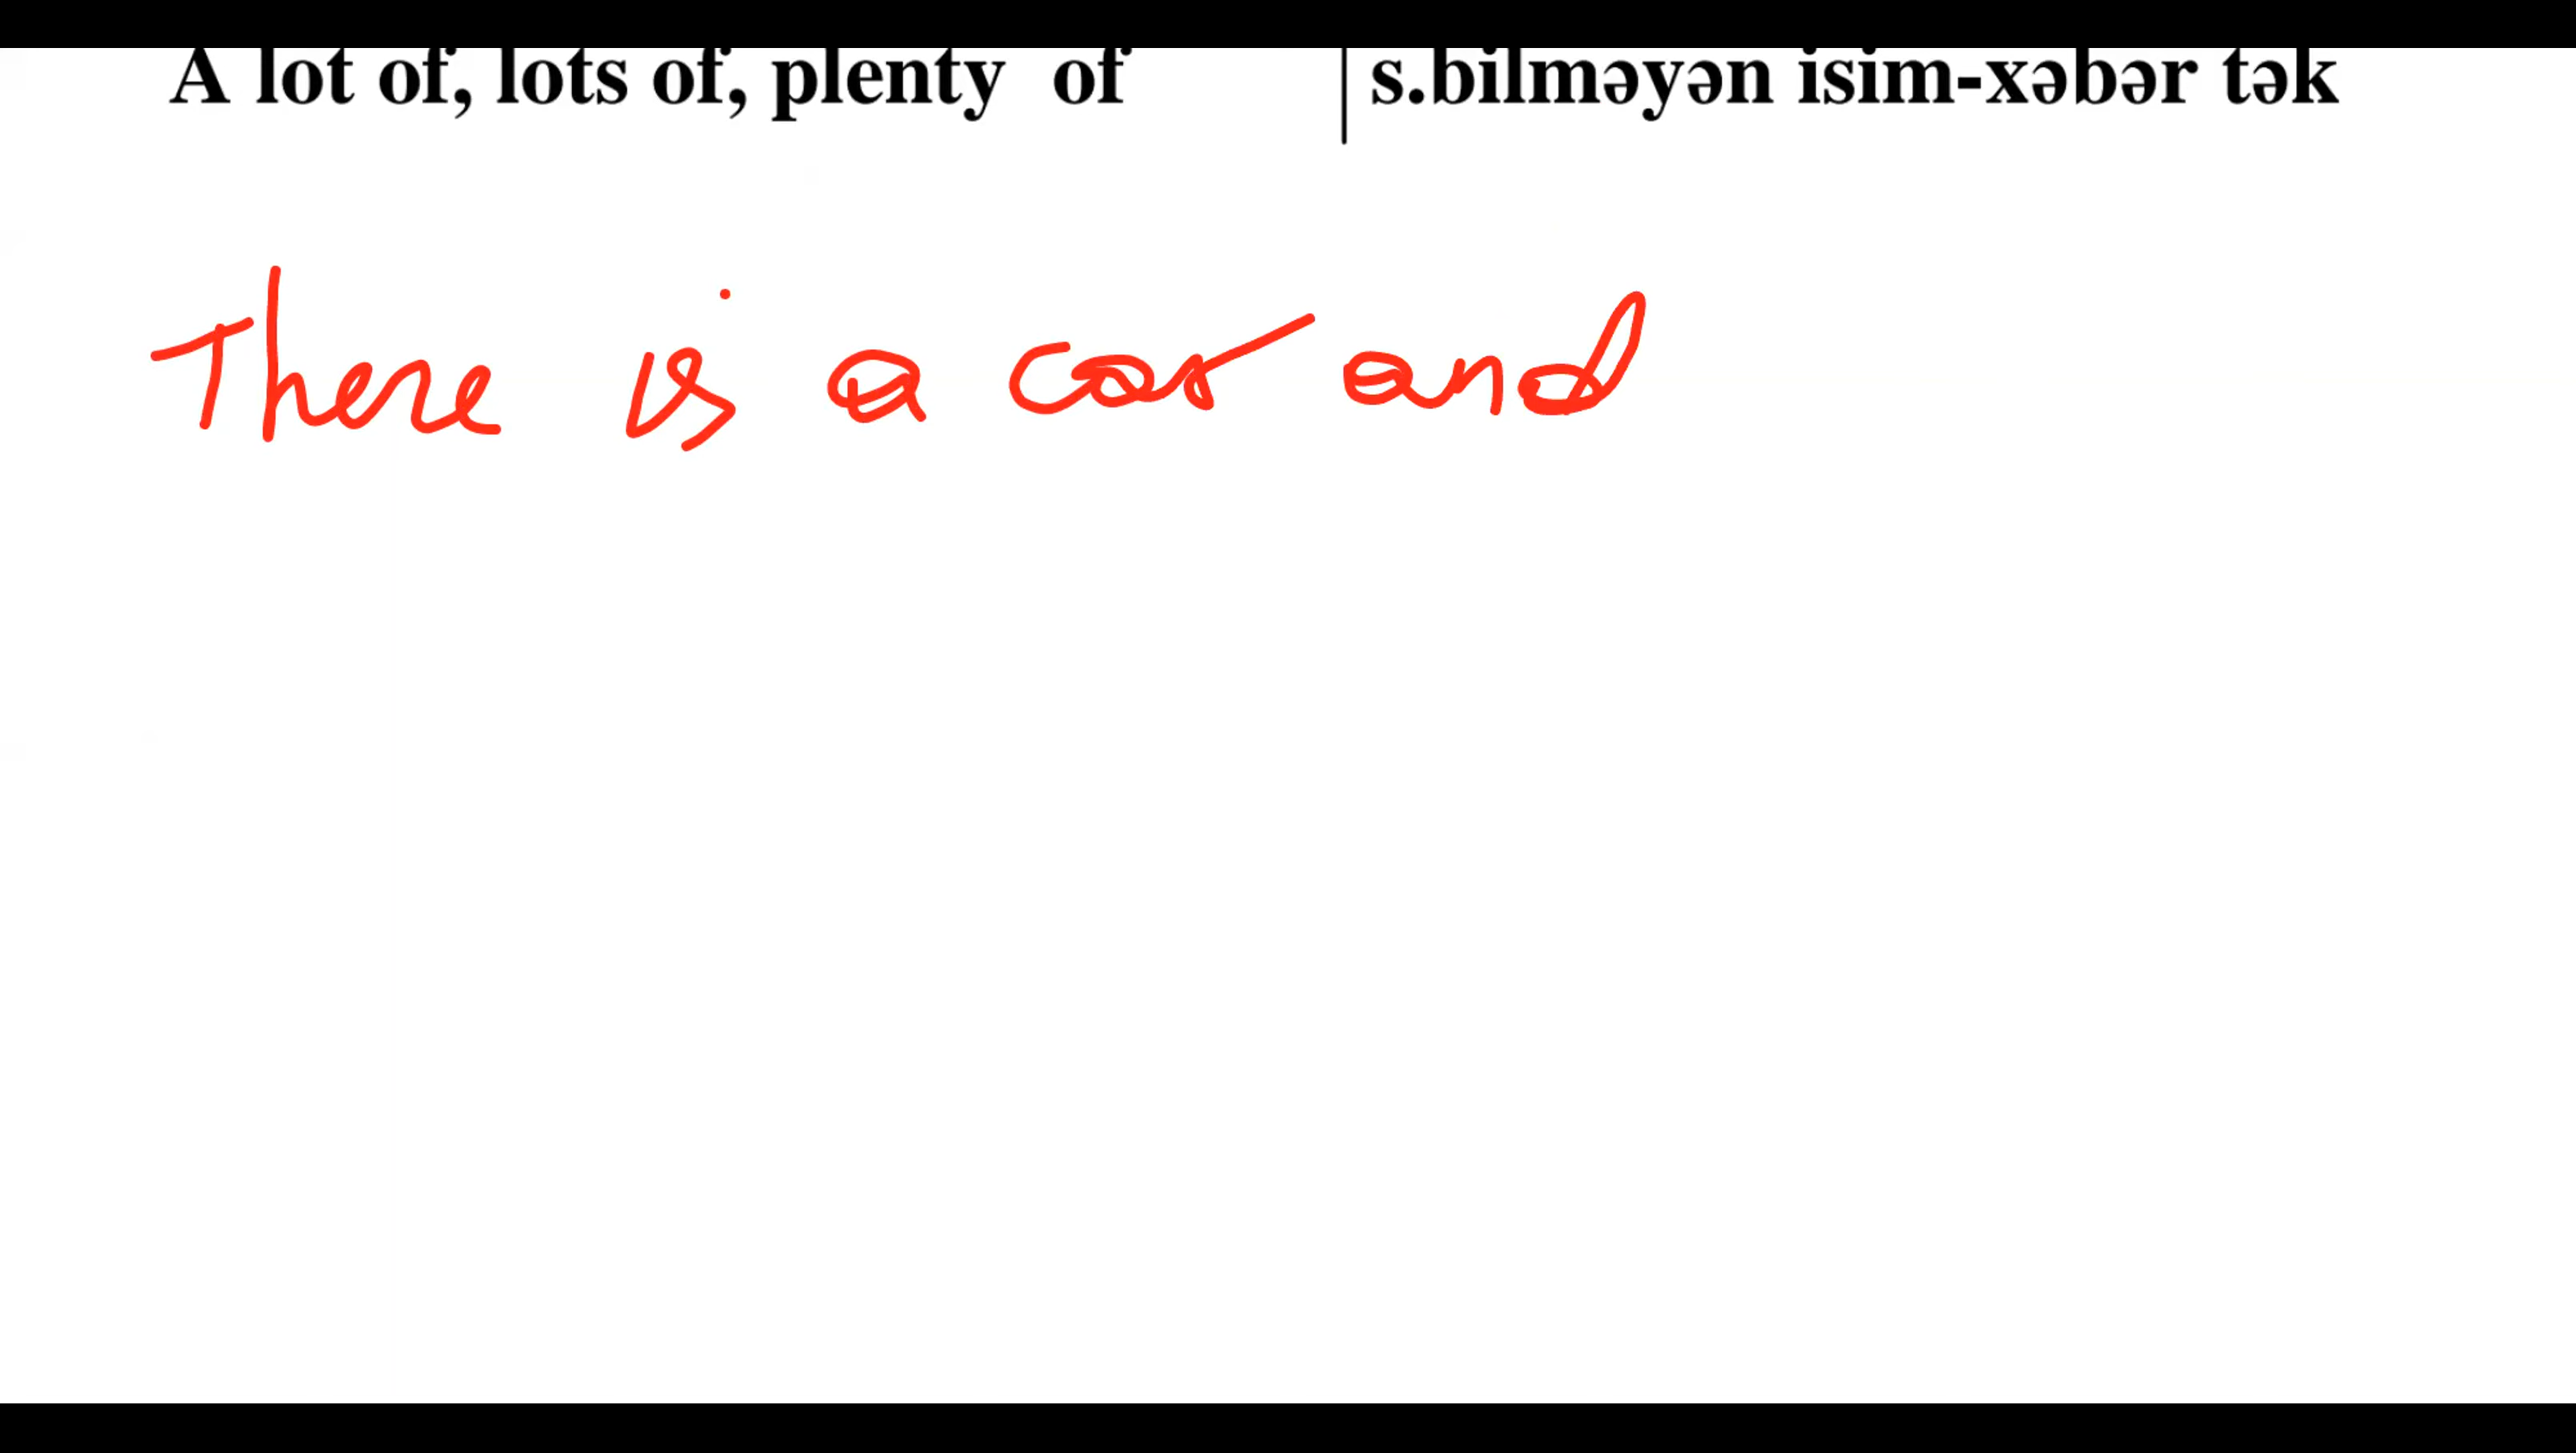 A lot of, lots of, plenty of | s.bilməyən isim-xəbər tək
There is a car and